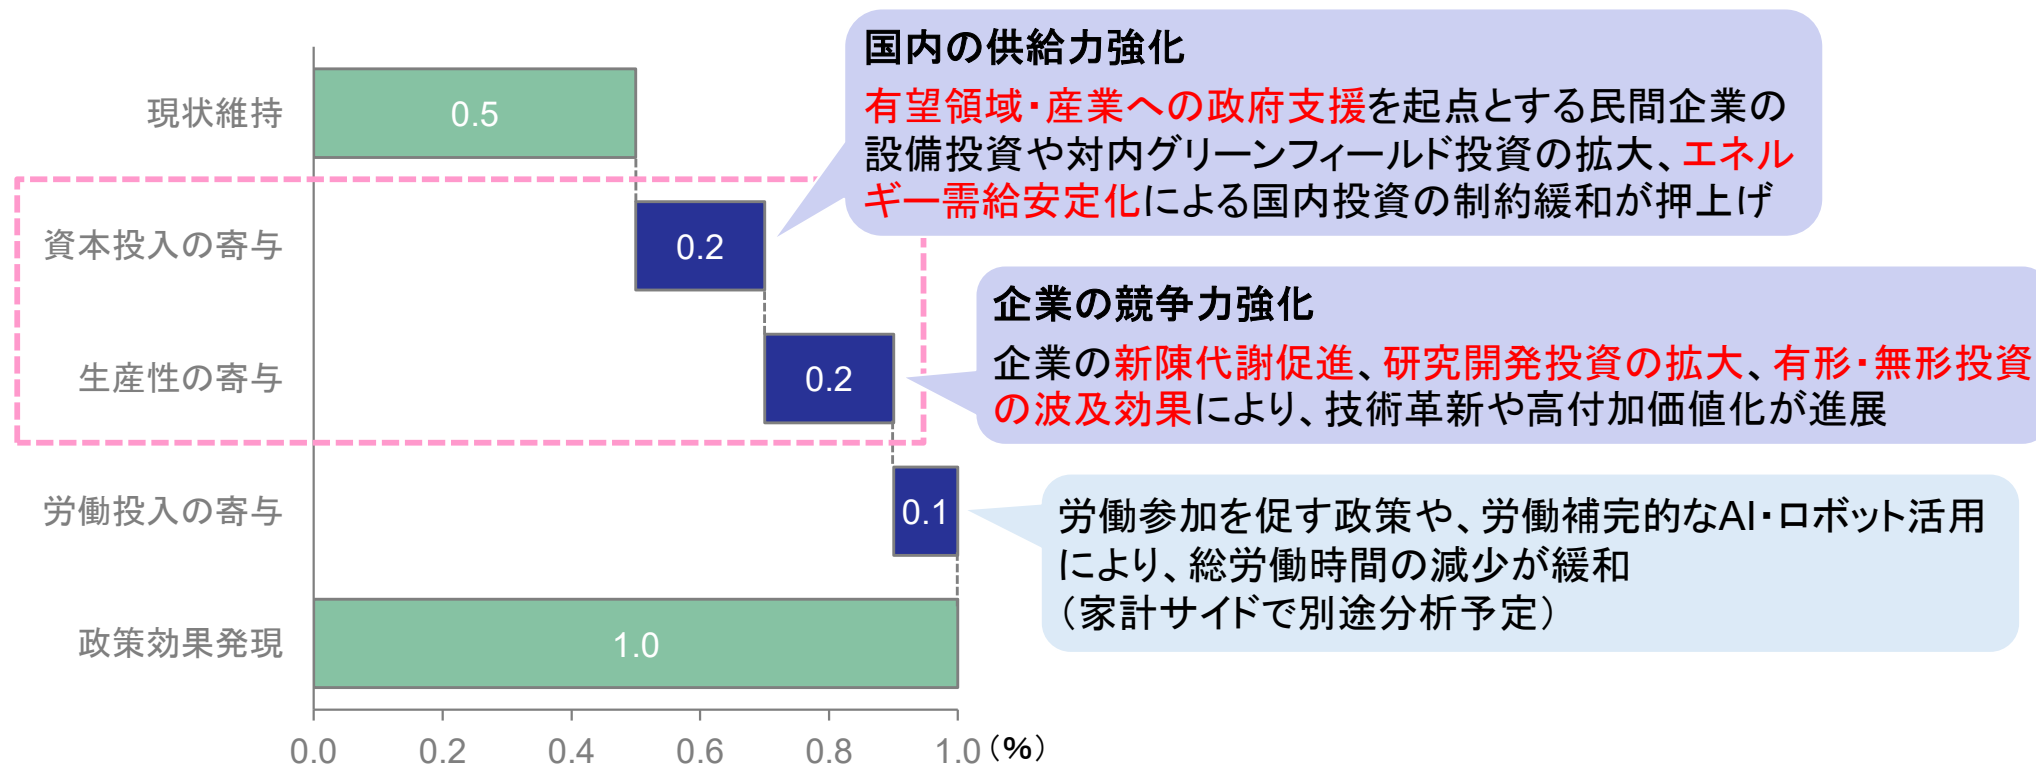 国内の供給力強化
有望領域・産業への政府支援を起点とする民間企業の
設備投資や対内グリーンフィールド投資の拡大、エネル
ギー需給安定化による国内投資の制約緩和が押上げ
現状維持
0.5
資本投入の寄与
0.2
企業の競争力強化
企業の新陳代謝促進、研究開発投資の拡大、有形・無形投資
の波及効果により、技術革新や高付加価値化が進展
生産性の寄与
0.2
労働投入の寄与
0.1
労働参加を促す政策や、労働補完的なAI・ロボット活用
により、総労働時間の減少が緩和
（家計サイドで別途分析予定）
政策効果発現
1.0
0.0 0.2 0.4 0.6 0.8 1.0（%）